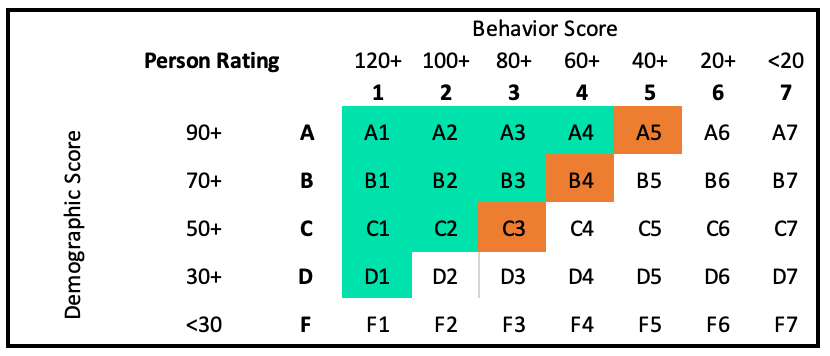 Behavior Score
Person Rating 120+ 100+ 80+ 60+ 40+ 20+ <20
1 2 3 4 5 6 7
Demographic Score
90+ A A1 A2 A3 A4 A5 A6 A7
70+ B B1 B2 B3 B4 B5 B6 B7
50+ C C1 C2 C3 C4 C5 C6 C7
30+ D D1 D2 D3 D4 D5 D6 D7
<30 F F1 F2 F3 F4 F5 F6 F7